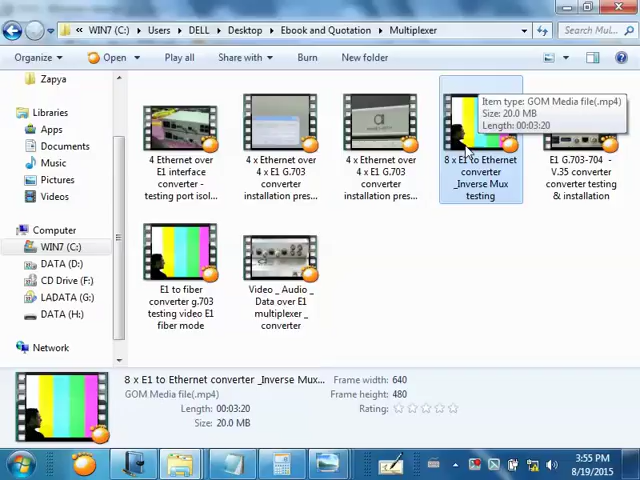 WIN7 (C:) ▸ Users ▸ DELL ▸ Desktop ▸ Ebook and Quotation ▸ Multiplexer
Search Mul...
Organize
Open
Play all
Share with
Burn
New folder
Zapya
Libraries
Apps
Documents
Music
Pictures
Videos
Computer
WIN7 (C:)
DATA (D:)
CD Drive (F:)
LADATA (G:)
DATA (H:)
Network
4 Ethernet over
E1 interface
converter -
testing port isol...
4 x Ethernet over
4 x E1 G.703
converter
installation pres...
4 x Ethernet over
4 x E1 G.703
converter
installation pres...
8 x E1 to Ethernet
converter
_Inverse Mux
testing
E1 G.703-704 -
V.35 converter
converter testing
& installation
Item type: GOM Media file(.mp4)
Size: 20.0 MB
Length: 00:03:20
E1 to fiber
converter g.703
testing video E1
fiber mode
Video _ Audio _
Data over E1
multiplexer _
converter
8 x E1 to Ethernet converter _Inverse Mux...
GOM Media file(.mp4)
Length: 00:03:20
Size: 20.0 MB
Frame width: 640
Frame height: 480
Rating:
3:55 PM
8/19/2015